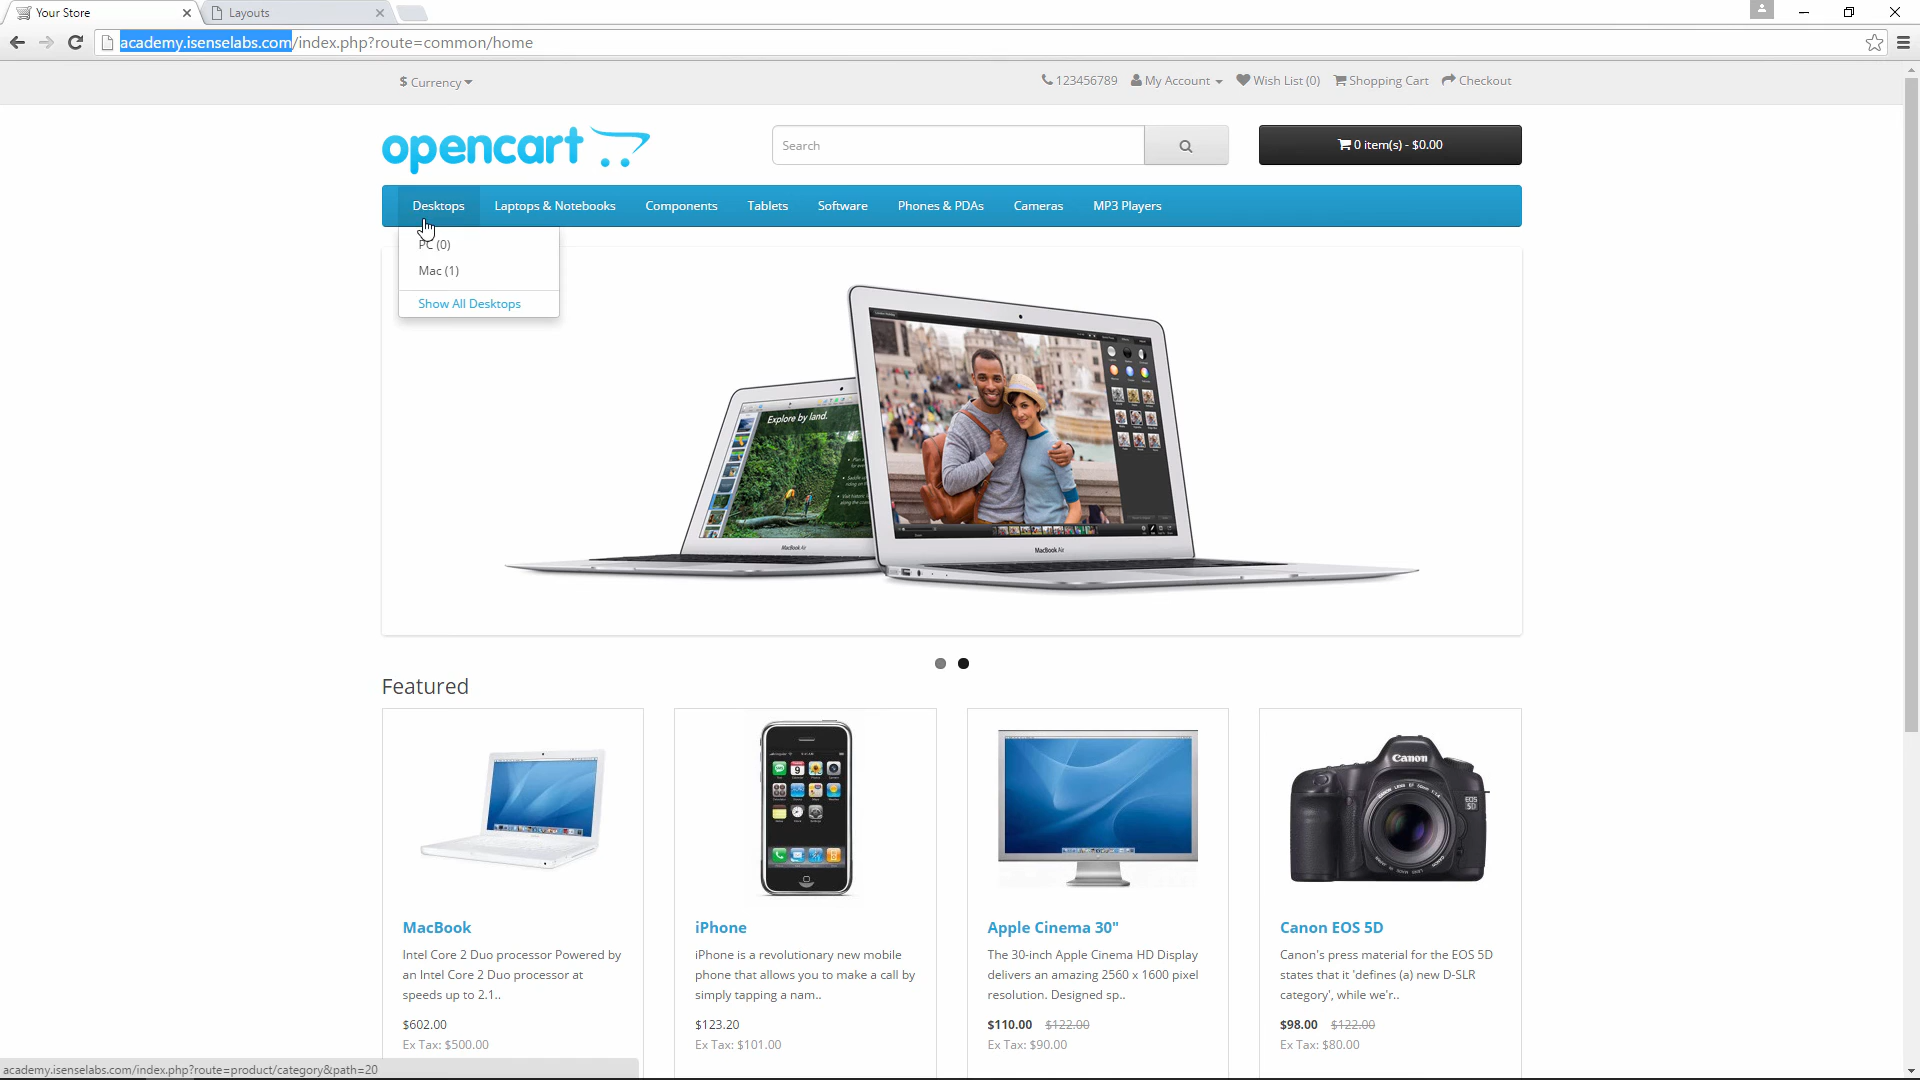 Your Store
Layouts
academy.isenselabs.com/index.php?route=common/home
$ Currency
123456789 My Account Wish List (0) Shopping Cart Checkout
opencart
Search
0 item(s) - $0.00
Desktops Laptops & Notebooks Components Tablets Software Phones & PDAs Cameras MP3 Players
PC (0)
Mac (1)
Show All Desktops
Explore by land.
MacBook Air
MacBook Air
Featured
Canon
EOS
5D
MacBook
Intel Core 2 Duo processor Powered by
an Intel Core 2 Duo processor at
speeds up to 2.1..
$602.00
Ex Tax: $500.00
iPhone
iPhone is a revolutionary new mobile
phone that allows you to make a call by
simply tapping a nam..
$123.20
Ex Tax: $101.00
Apple Cinema 30"
The 30-inch Apple Cinema HD Display
delivers an amazing 2560 x 1600 pixel
resolution. Designed sp..
$110.00 $122.00
Ex Tax: $90.00
Canon EOS 5D
Canon's press material for the EOS 5D
states that it 'defines (a) new D-SLR
category', while we'r..
$98.00 $122.00
Ex Tax: $80.00
academy.isenselabs.com/index.php?route=product/category&path=20